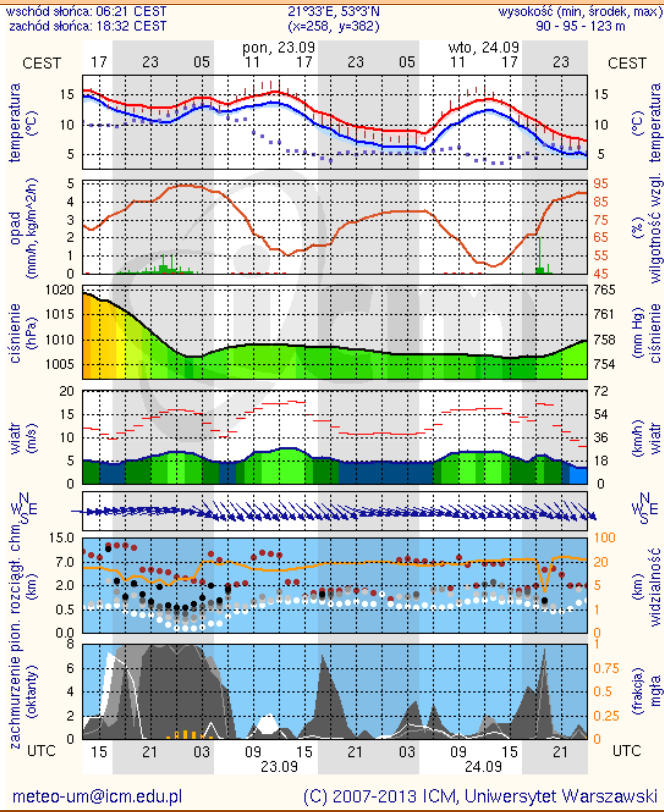 wschód słońca: 06:21 CEST 21°33'E, 53°3'N wysokość (min, środek, max)
zachód słońca: 18:32 CEST (x=258, y=382) 90 - 95 - 123 m
pon, 23.09 wto, 24.09
CEST 17 23 05 11 17 23 05 11 17 23 CEST
temperatura (°C) 15 10 5 15 10 5 temperatura (°C)
opad (mm/h, kg/m^2/h) 5 4 3 2 1 0 95 85 75 65 55 45 (%) wilgotność wzgl.
ciśnienie (hPa) 1020 1015 1010 1005 765 761 758 754 (mm Hg) ciśnienie
icm
wiatr (m/s) 20 15 10 5 0 72 54 36 18 0 (km/h) wiatr
N W E S N W E S
pion. rozciągł. chm. (km) 15.0 7.0 2.0 0.5 0.0 100 20 5 1 0 (km) widzialność
zachmurzenie (oktanty) 8 6 4 2 0 1 0.75 0.5 0.25 0 (frakcja) mgła
UTC 15 21 03 09 15 21 03 09 15 21 UTC
23.09 24.09
meteo-um@icm.edu.pl (C) 2007-2013 ICM, Uniwersytet Warszawski